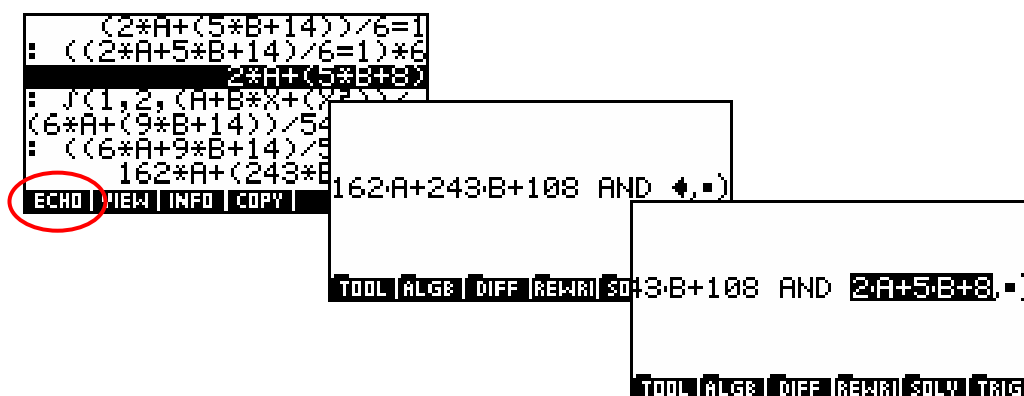 (2*A+(5*B+14))/6=1
: ((2*A+5*B+14)/6=1)*6
2*A+(5*B+8)
: ∫(1,2,(A+B*X+(X²))/
(6*A+(9*B+14))/54
: ((6*A+9*B+14)/5
162*A+(243*B
ECHO VIEW INFO COPY
162·A+243·B+108 AND ◆,▪)
TOOL ALGB DIFF REWRI SO
43·B+108 AND 2·A+5·B+8,▪)
TOOL ALGB DIFF REWRI SOLV TRIG